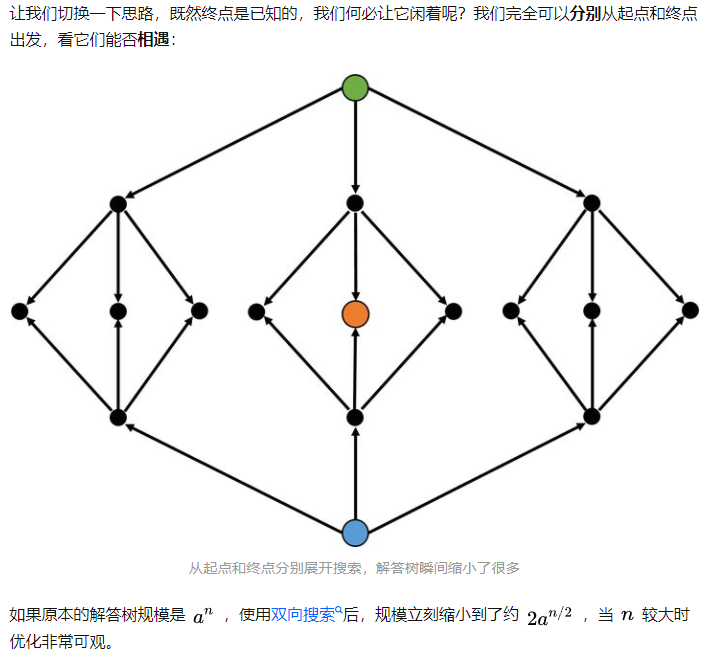 让我们切换一下思路，既然终点是已知的，我们何必让它闲着呢？我们完全可以分别从起点和终点
出发，看它们能否相遇：
从起点和终点分别展开搜索，解答树瞬间缩小了很多
如果原本的解答树规模是 aⁿ ，使用双向搜索后，规模立刻缩小到了约 2a^{n/2} ，当 n 较大时
优化非常可观。